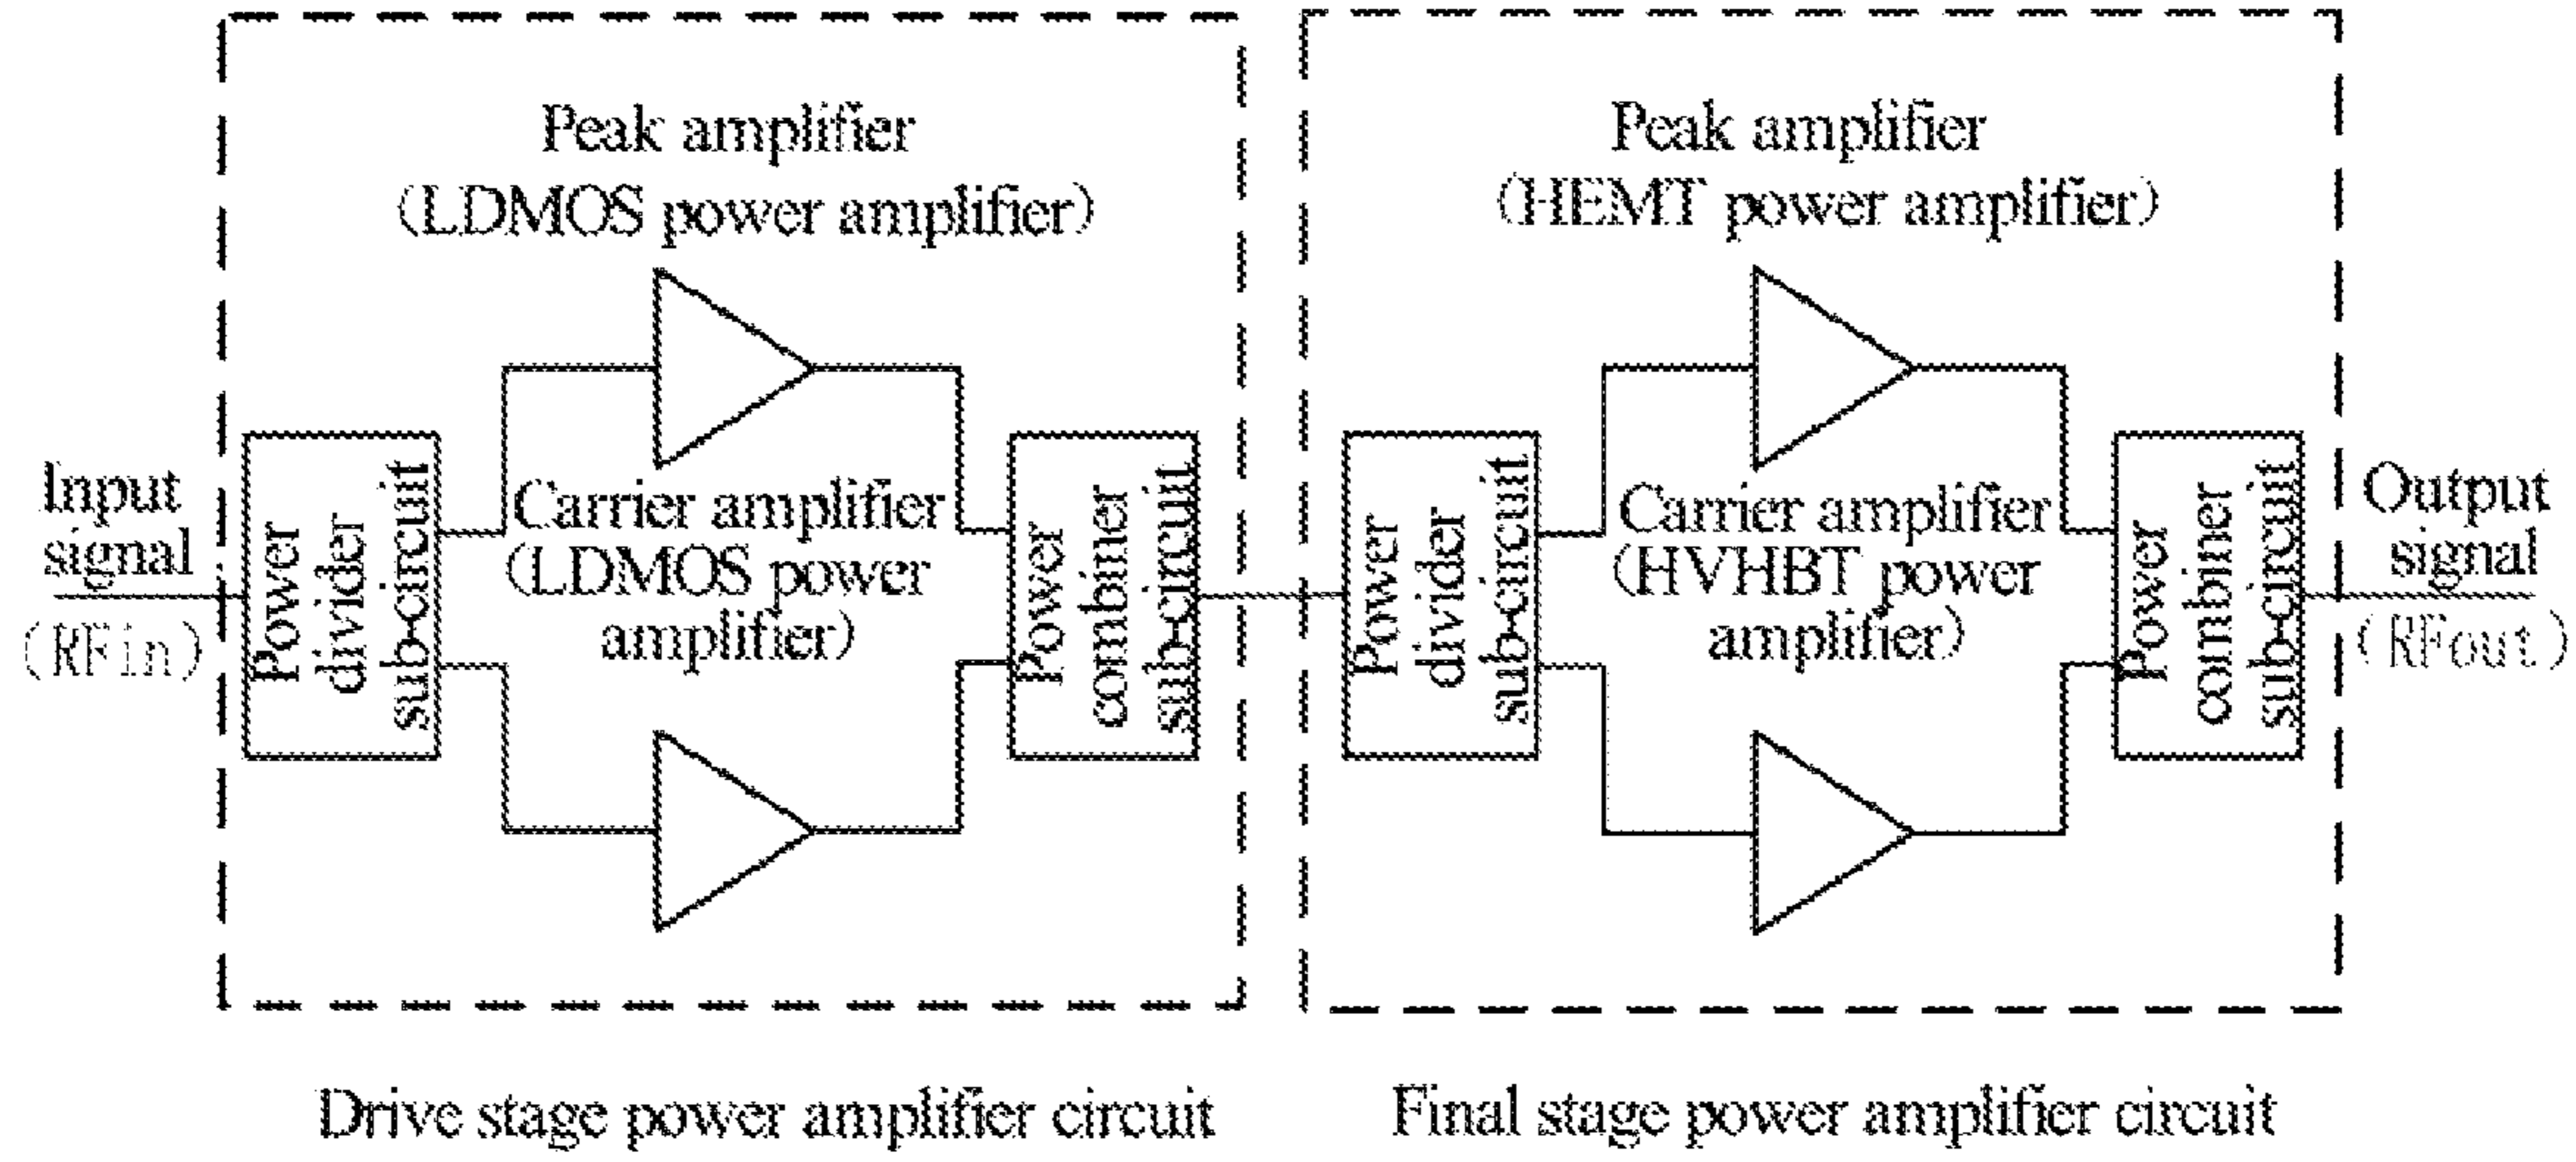 Peak amplifier
(LDMOS power amplifier)
Peak amplifier
(HEMT power amplifier)
Input
signal
(RFin)
Power
divider
sub-circuit
Carrier amplifier
(LDMOS power
amplifier)
Power
combiner
sub-circuit
Power
divider
sub-circuit
Carrier amplifier
(HVHBT power
amplifier)
Power
combiner
sub-circuit
Output
signal
(RFout)
Drive stage power amplifier circuit
Final stage power amplifier circuit